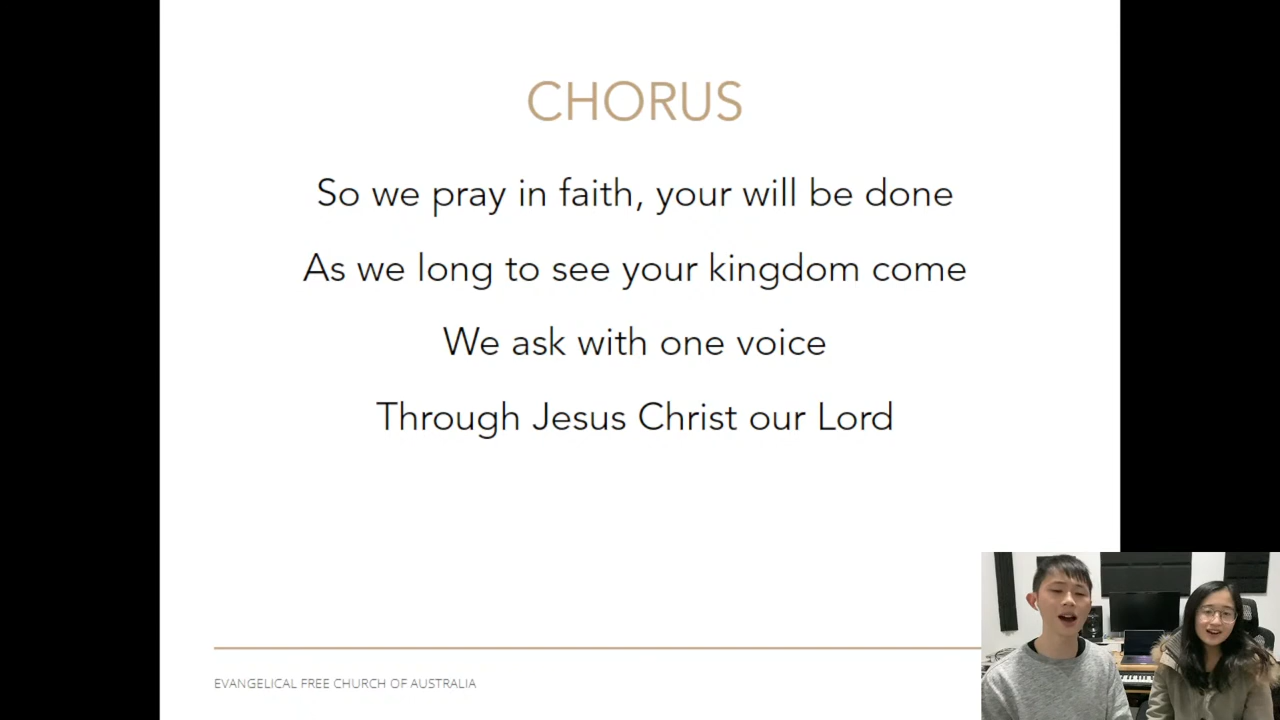 CHORUS
So we pray in faith, your will be done
As we long to see your kingdom come
We ask with one voice
Through Jesus Christ our Lord
EVANGELICAL FREE CHURCH OF AUSTRALIA